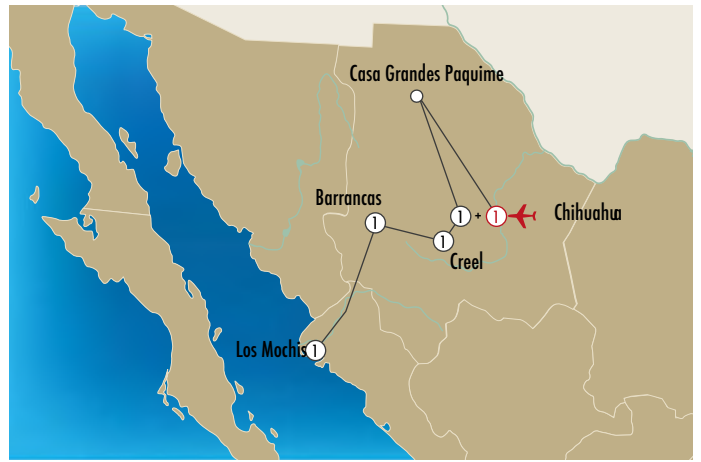 Casa Grandes Paquime
Barrancas
1
1 + 1
Chihuahua
1
Creel
Los Mochis 1